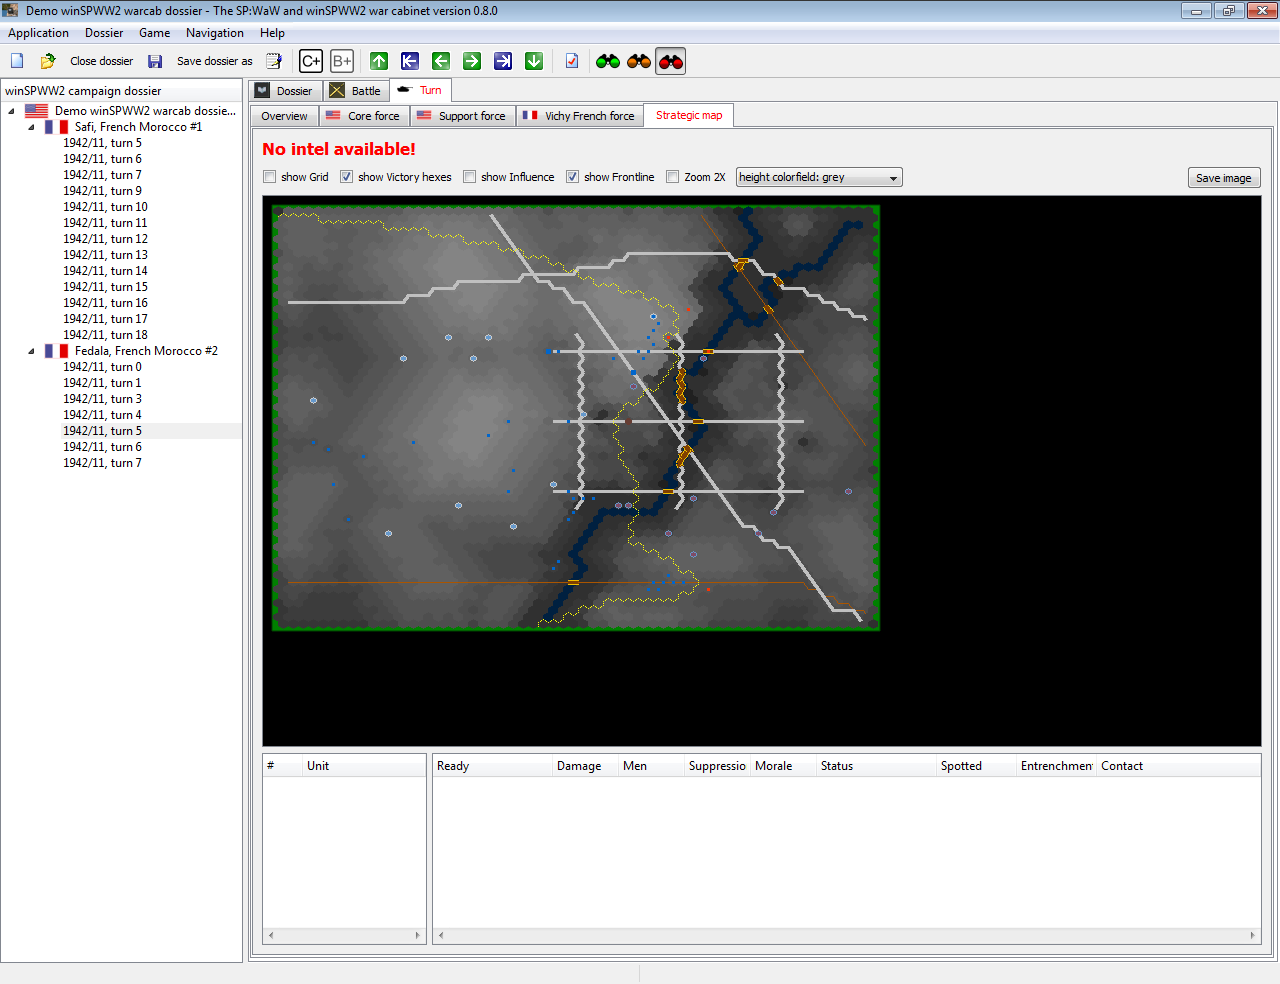 Demo winSPWW2 warcab dossier - The SP:WaW and winSPWW2 war cabinet version 0.8.0
Application Dossier Game Navigation Help
Close dossier Save dossier as C+ B+
winSPWW2 campaign dossier
Demo winSPWW2 warcab dossie...
Safi, French Morocco #1
1942/11, turn 5
1942/11, turn 6
1942/11, turn 7
1942/11, turn 9
1942/11, turn 10
1942/11, turn 11
1942/11, turn 12
1942/11, turn 13
1942/11, turn 14
1942/11, turn 15
1942/11, turn 16
1942/11, turn 17
1942/11, turn 18
Fedala, French Morocco #2
1942/11, turn 0
1942/11, turn 1
1942/11, turn 3
1942/11, turn 4
1942/11, turn 5
1942/11, turn 6
1942/11, turn 7
Dossier Battle Turn
Overview Core force Support force Vichy French force Strategic map
No intel available!
show Grid show Victory hexes show Influence show Frontline Zoom 2X height colorfield: grey Save image
# Unit
Ready Damage Men Suppressio Morale Status Spotted Entrenchmen Contact